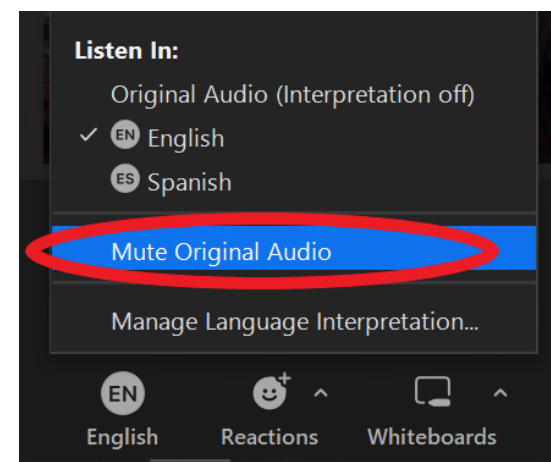 Listen In:
Original Audio (Interpretation off)
EN English
ES Spanish
Mute Original Audio
Manage Language Interpretation...
EN
English Reactions Whiteboards